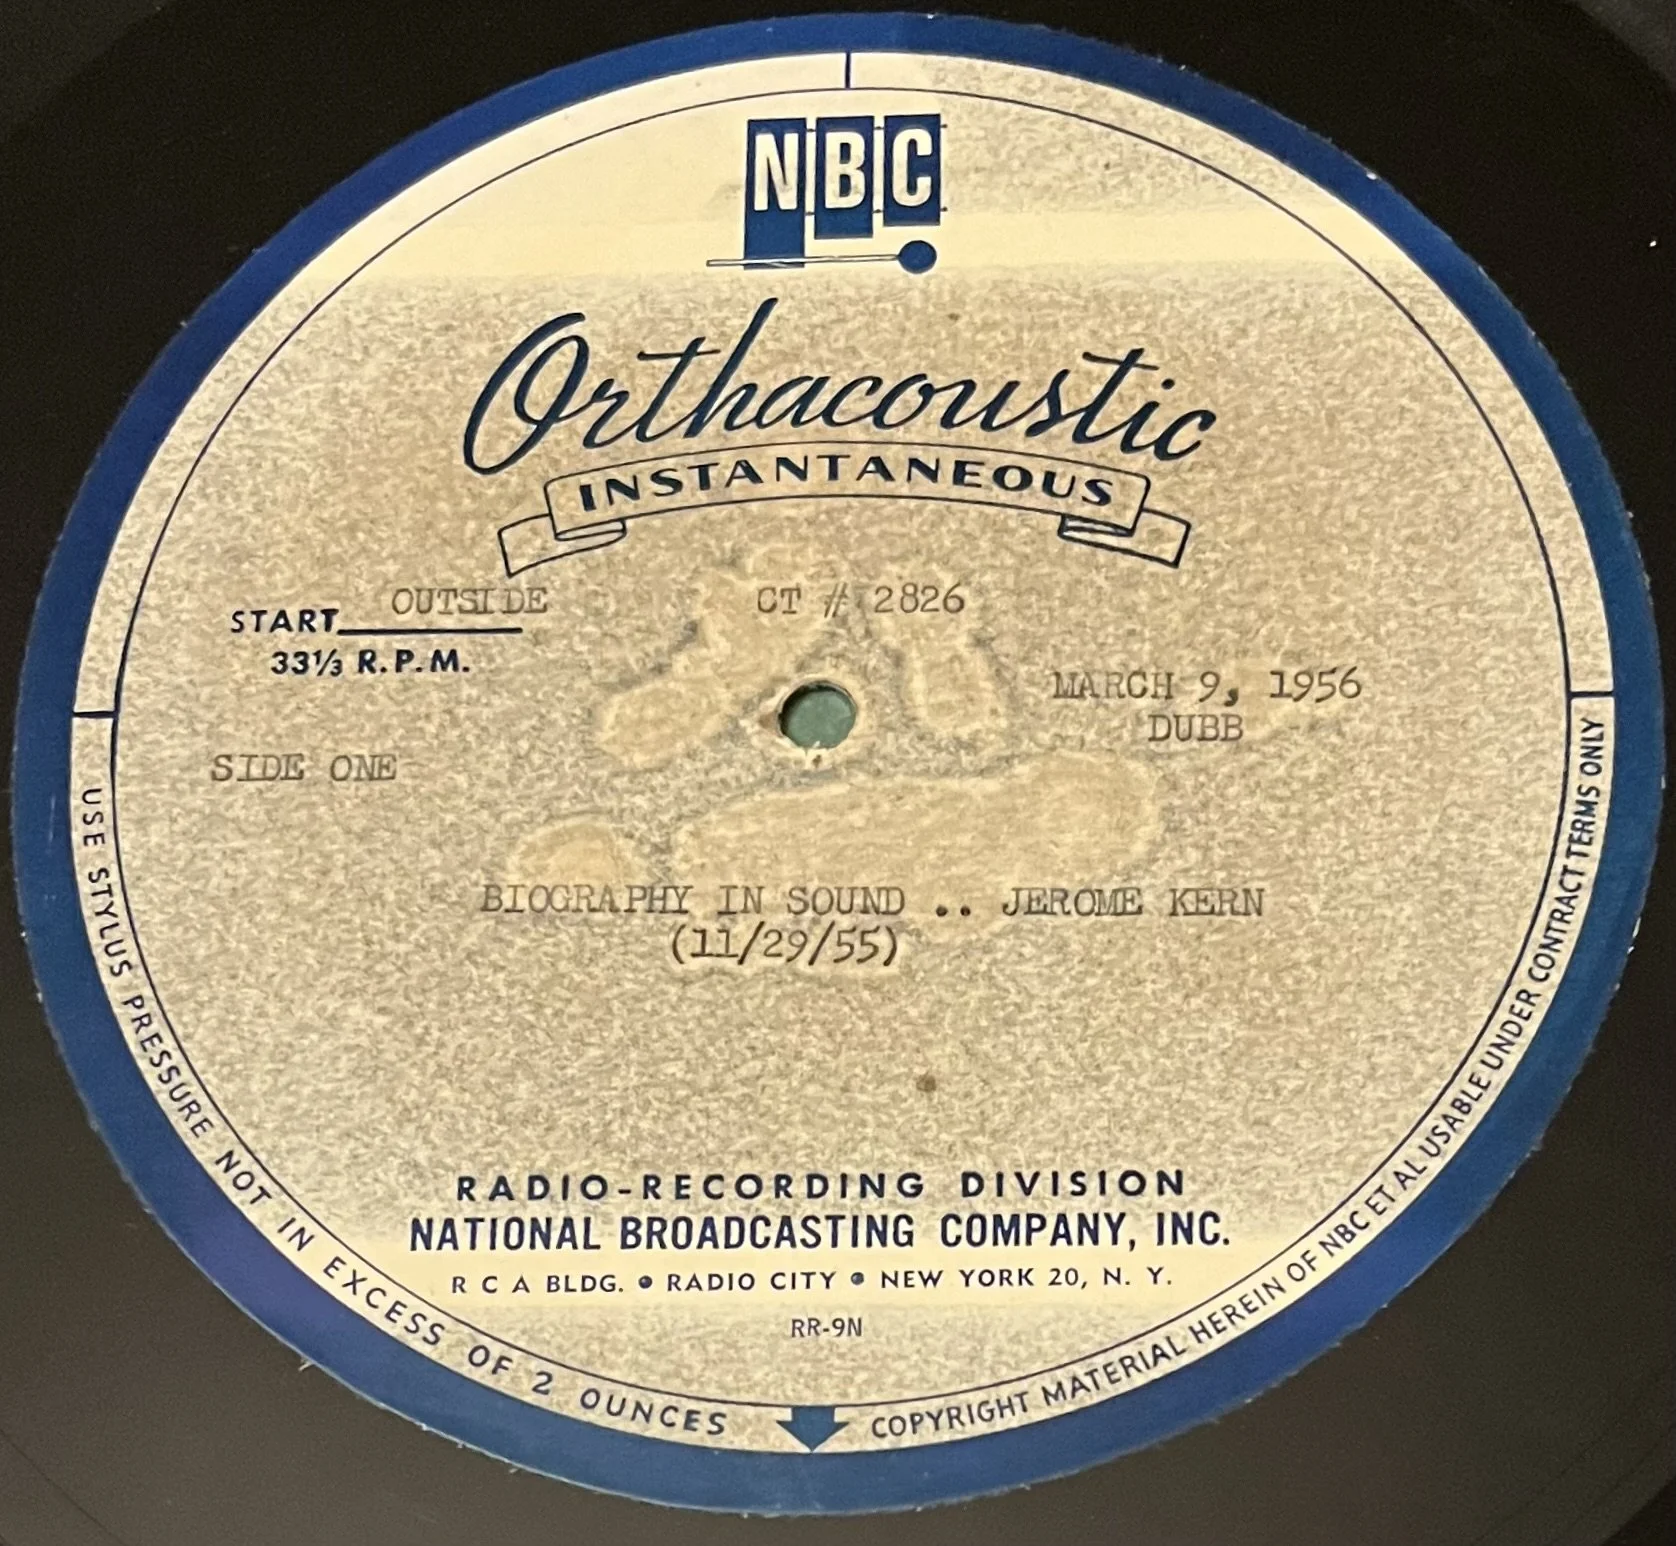 NBC
Orthacoustic
INSTANTANEOUS
START OUTSIDE
CT # 2826
33⅓ R.P.M.
MARCH 9, 1956
DUBB
SIDE ONE
BIOGRAPHY IN SOUND .. JEROME KERN
(11/29/55)
RADIO-RECORDING DIVISION
NATIONAL BROADCASTING COMPANY, INC.
R C A BLDG. • RADIO CITY • NEW YORK 20, N. Y.
RR-9N
USE STYLUS PRESSURE NOT IN EXCESS OF 2 OUNCES
COPYRIGHT MATERIAL HEREIN OF NBC ET AL USABLE UNDER CONTRACT TERMS ONLY